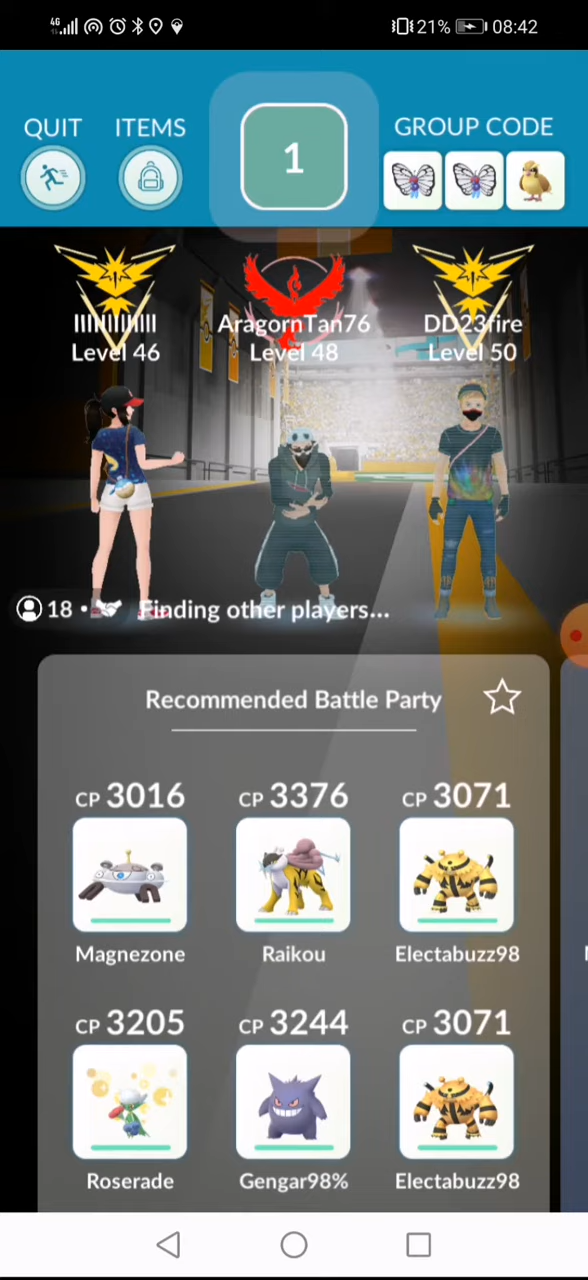 4G 21% 08:42
QUIT ITEMS 1 GROUP CODE
AragornTan76 DD23fire
Level 46 Level 48 Level 50
18 • Finding other players...
Recommended Battle Party
CP 3016 CP 3376 CP 3071
Magnezone Raikou Electabuzz98
CP 3205 CP 3244 CP 3071
Roserade Gengar98% Electabuzz98